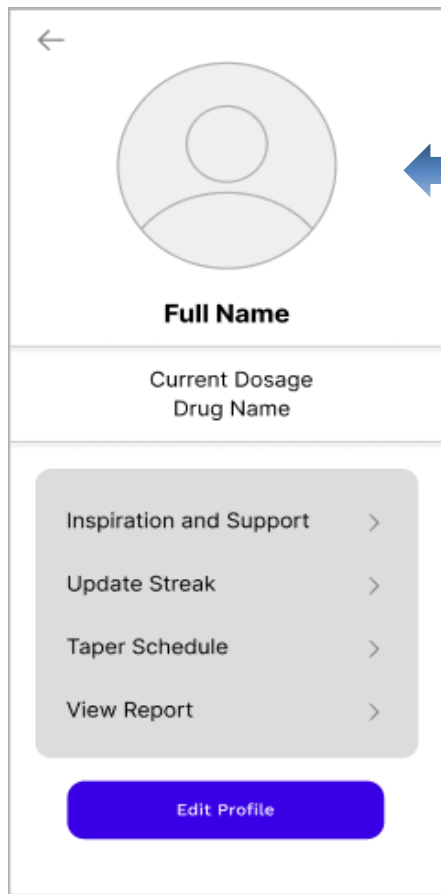 Full Name
Current Dosage
Drug Name
Inspiration and Support
Update Streak
Taper Schedule
View Report
Edit Profile